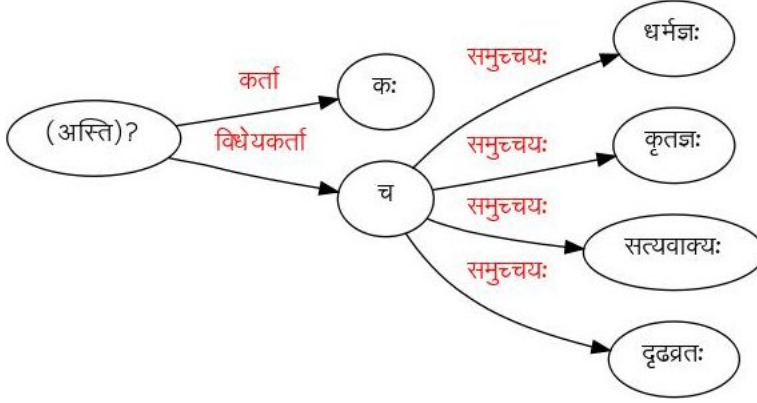 धर्मज्ञः
समुच्चयः
कर्ता
कः
(अस्ति)?
विधेयकर्ता
समुच्चयः
कृतज्ञः
च
समुच्चयः
सत्यवाक्यः
समुच्चयः
दृढव्रतः